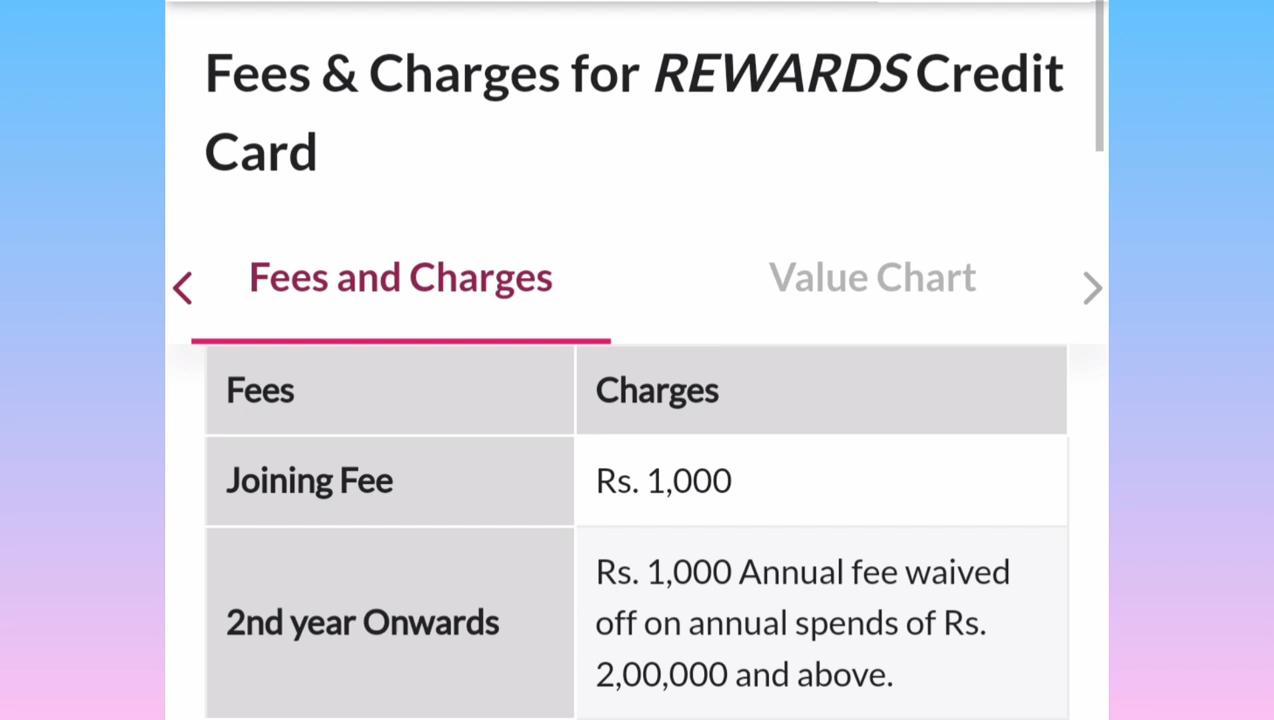 Fees & Charges for REWARDS Credit
Card
Fees and Charges
Value Chart
Fees
Charges
Joining Fee
Rs. 1,000
2nd year Onwards
Rs. 1,000 Annual fee waived
off on annual spends of Rs.
2,00,000 and above.